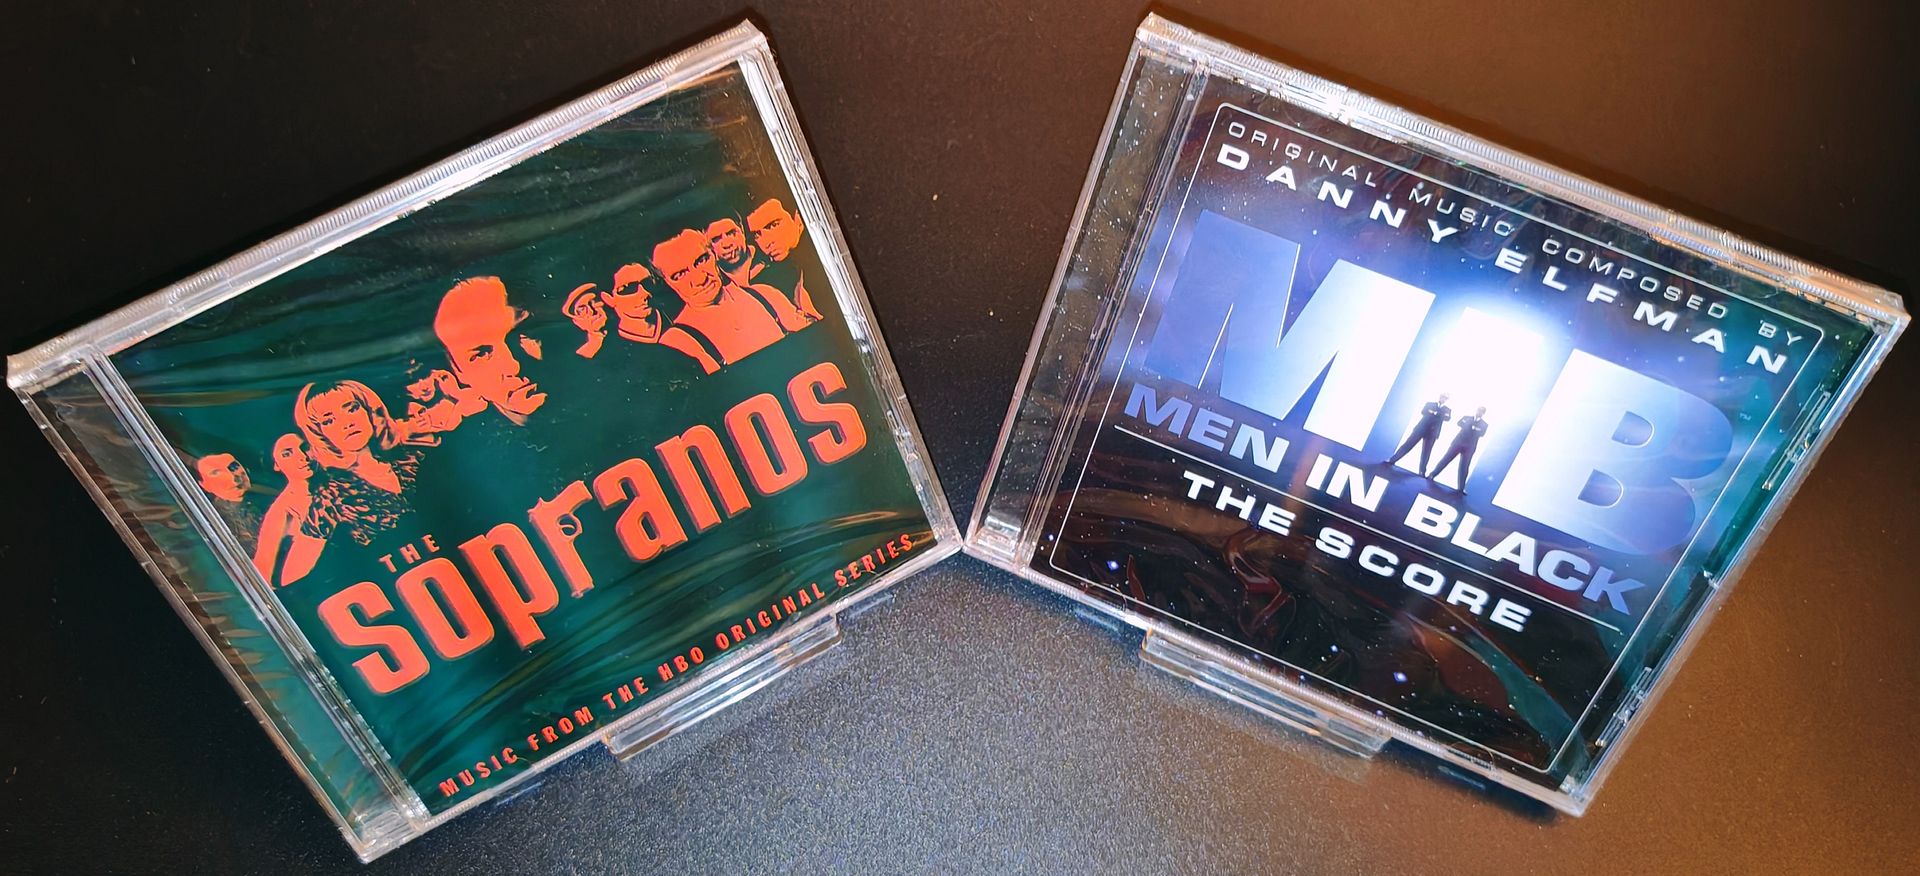 THE
SOPRANOS
MUSIC FROM THE HBO ORIGINAL SERIES
ORIGINAL MUSIC COMPOSED BY
DANNY ELFMAN
MIB™
MEN IN BLACK
THE SCORE